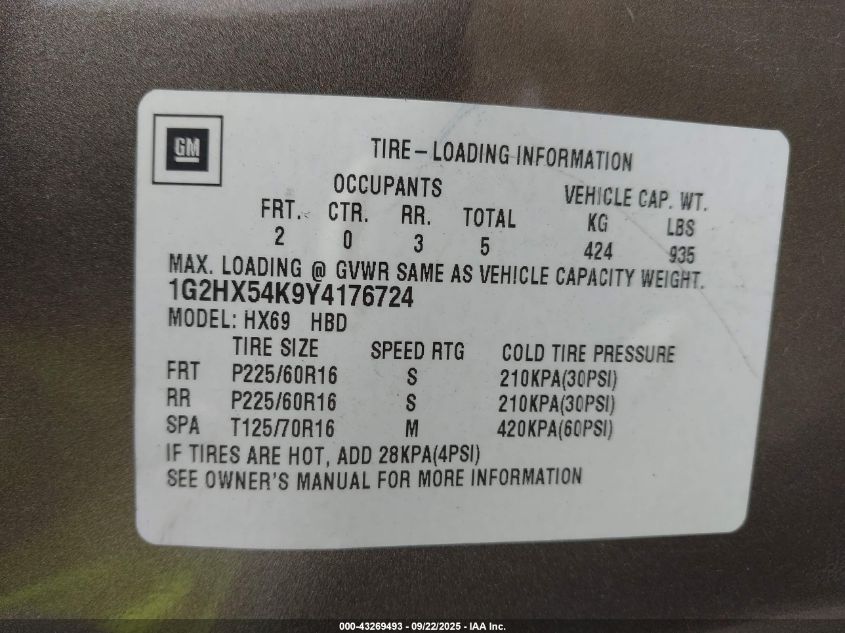 GM
TIRE-LOADING INFORMATION
OCCUPANTS VEHICLE CAP. WT.
FRT. CTR. RR. TOTAL KG LBS
2 0 3 5 424 935
MAX. LOADING @ GVWR SAME AS VEHICLE CAPACITY WEIGHT.
1G2HX54K9Y4176724
MODEL: HX69 HBD
TIRE SIZE SPEED RTG COLD TIRE PRESSURE
FRT P225/60R16 S 210KPA(30PSI)
RR P225/60R16 S 210KPA(30PSI)
SPA T125/70R16 M 420KPA(60PSI)
IF TIRES ARE HOT, ADD 28KPA(4PSI)
SEE OWNER'S MANUAL FOR MORE INFORMATION
000-43269493 - 09/22/2025 - IAA Inc.